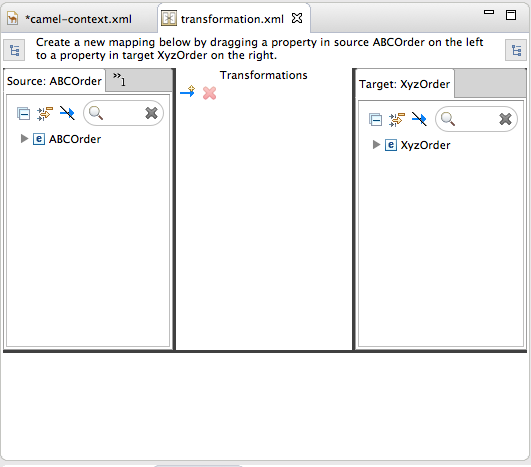 *camel-context.xml
transformation.xml
Create a new mapping below by dragging a property in source ABCOrder on the left
to a property in target XyzOrder on the right.
Source: ABCOrder
»1
Transformations
Target: XyzOrder
e ABCOrder
e XyzOrder